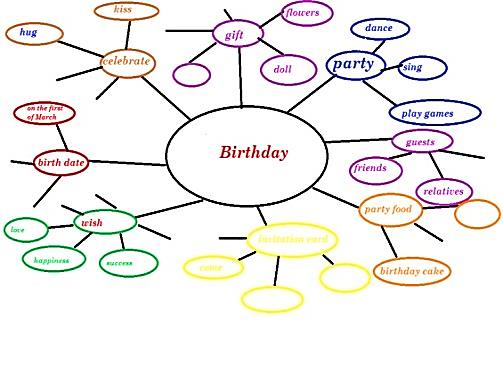 kiss
hug
celebrate
flowers
gift
doll
dance
party
sing
play games
on the first
of March
birth date
Birthday
guests
friends
relatives
wish
love
happiness
success
invitation card
come
party food
birthday cake